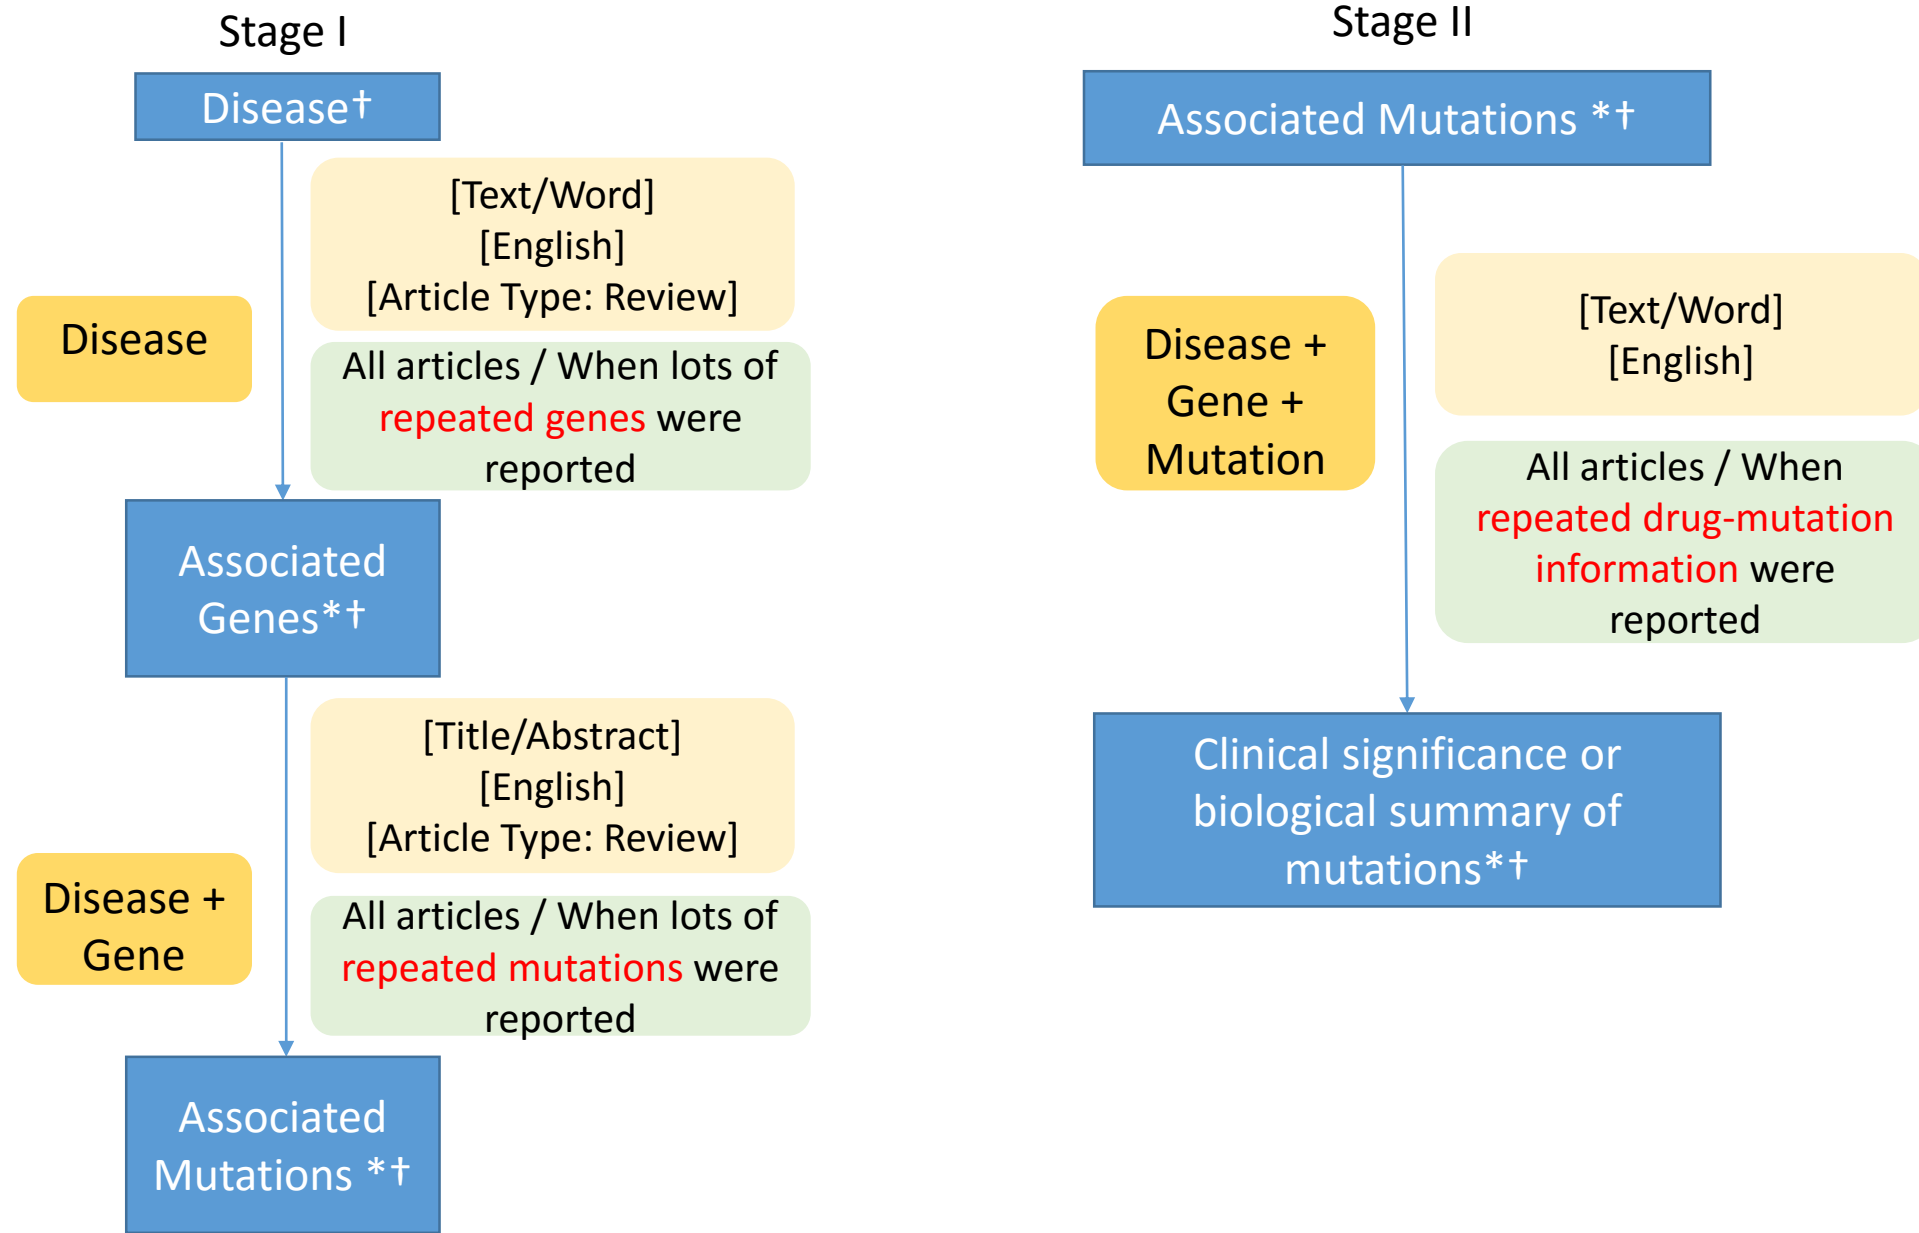 Stage I
Disease†
[Text/Word]
[English]
[Article Type: Review]
Disease
All articles / When lots of
repeated genes were
reported
Associated
Genes*†
[Title/Abstract]
[English]
[Article Type: Review]
Disease +
Gene
All articles / When lots of
repeated mutations were
reported
Associated
Mutations *†
Stage II
Associated Mutations *†
[Text/Word]
[English]
Disease +
Gene +
Mutation
All articles / When
repeated drug-mutation
information were
reported
Clinical significance or
biological summary of
mutations*†